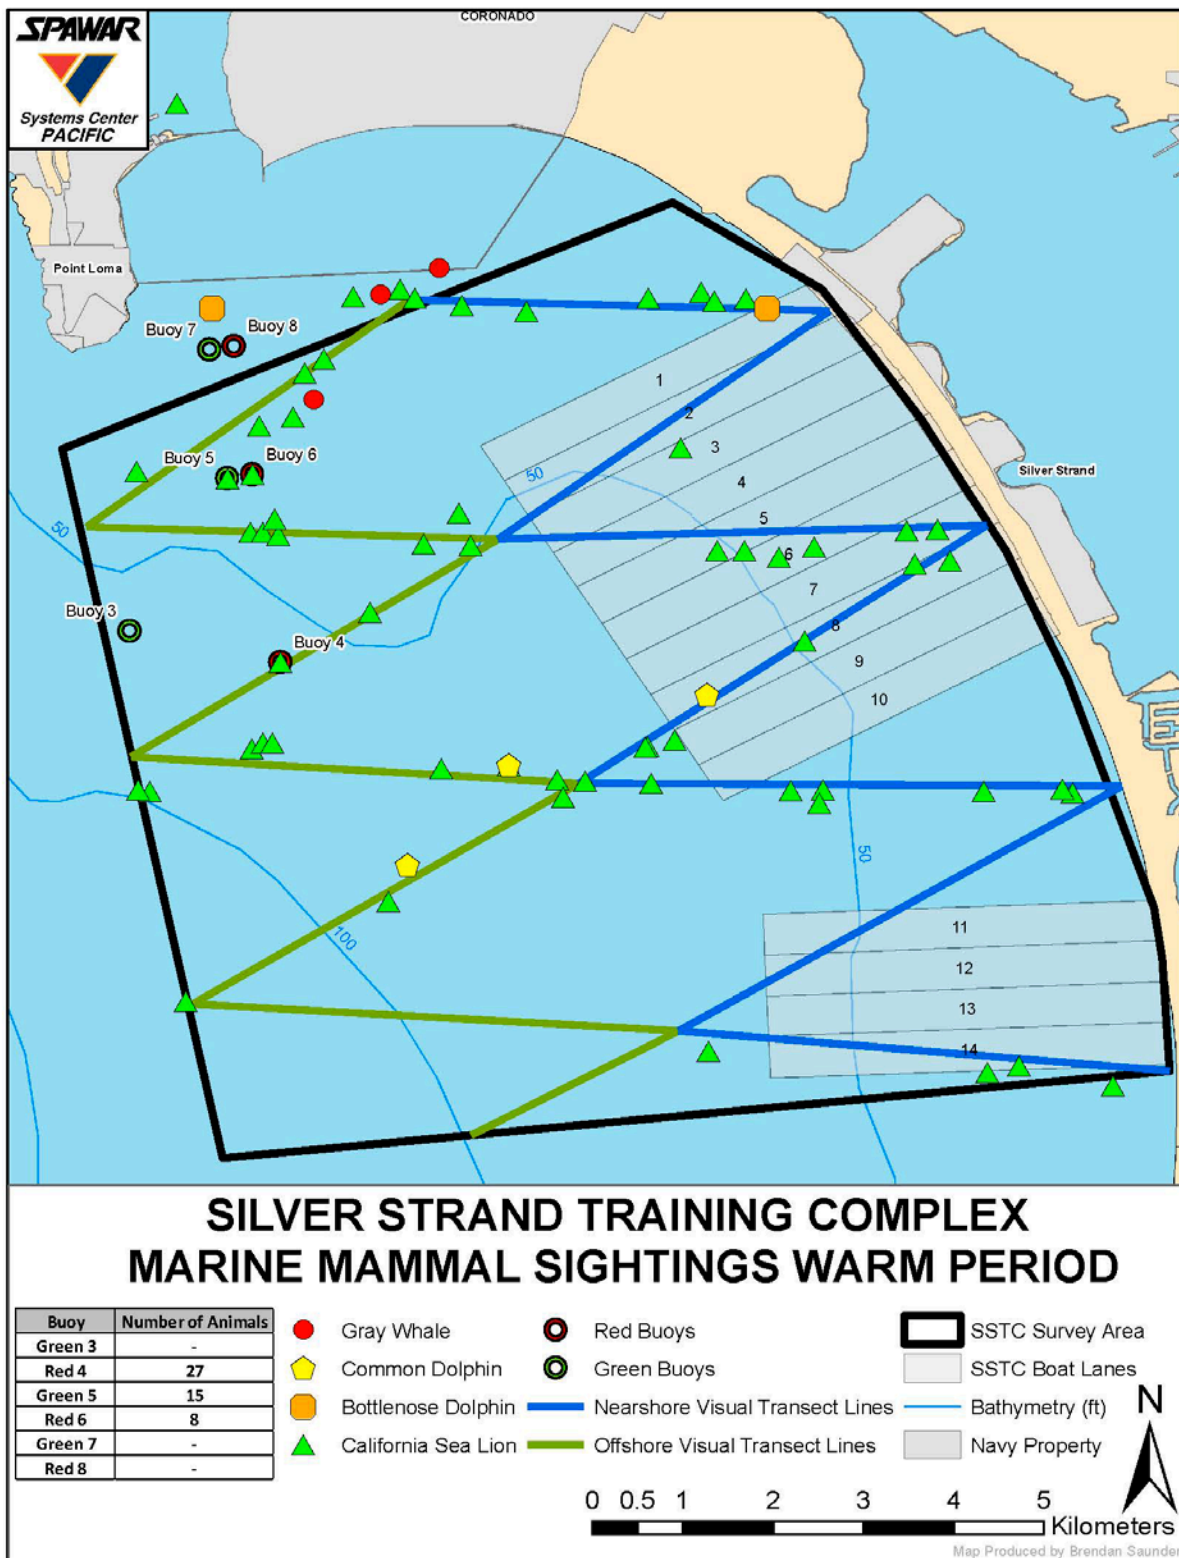 SPAWAR
Systems Center
PACIFIC
CORONADO
Point Loma
Buoy 7
Buoy 8
1
2
3
Buoy 5
Buoy 6
50
4
Silver Strand
50
5
6
7
Buoy 3
8
Buoy 4
9
10
50
100
11
12
13
14
SILVER STRAND TRAINING COMPLEX
MARINE MAMMAL SIGHTINGS WARM PERIOD
Buoy Number of Animals
Green 3 -
Red 4 27
Green 5 15
Red 6 8
Green 7 -
Red 8 -
Gray Whale
Common Dolphin
Bottlenose Dolphin
California Sea Lion
Red Buoys
Green Buoys
Nearshore Visual Transect Lines
Offshore Visual Transect Lines
SSTC Survey Area
SSTC Boat Lanes
Bathymetry (ft)
Navy Property
N
0 0.5 1 2 3 4 5
Kilometers
Map Produced by Brendan Saunder